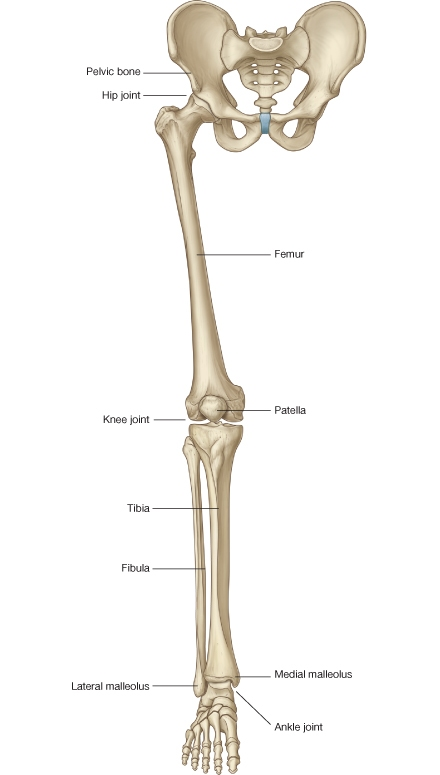 Pelvic bone
Hip joint
Femur
Patella
Knee joint
Tibia
Fibula
Medial malleolus
Lateral malleolus
Ankle joint